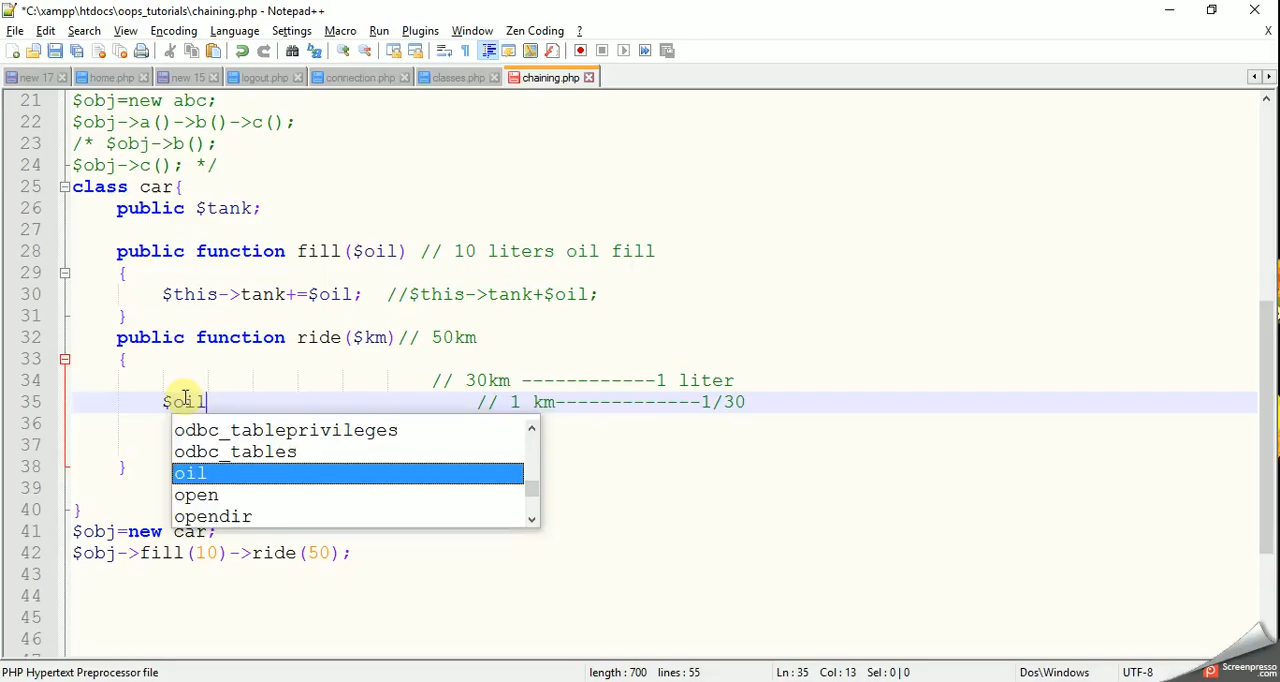 *C:\xampp\htdocs\oops_tutorials\chaining.php - Notepad++
File Edit Search View Encoding Language Settings Macro Run Plugins Window Zen Coding ? X
new 17 home.php new 15 logout.php connection.php classes.php chaining.php
21 $obj=new abc;
22 $obj->a()->b()->c();
23 /* $obj->b();
24 $obj->c(); */
25 class car{
26 public $tank;
27
28 public function fill($oil) // 10 liters oil fill
29 {
30 $this->tank+=$oil; //$this->tank+$oil;
31 }
32 public function ride($km)// 50km
33 {
34 // 30km ------------1 liter
35 $oil // 1 km-------------1/30
36 odbc_tableprivileges
37 odbc_tables
38 } oil
39 open
40 } opendir
41 $obj=new car;
42 $obj->fill(10)->ride(50);
43
44
45
46
PHP Hypertext Preprocessor file length : 700 lines : 55 Ln : 35 Col : 13 Sel : 0 | 0 Dos\Windows UTF-8
Screenpresso
.com